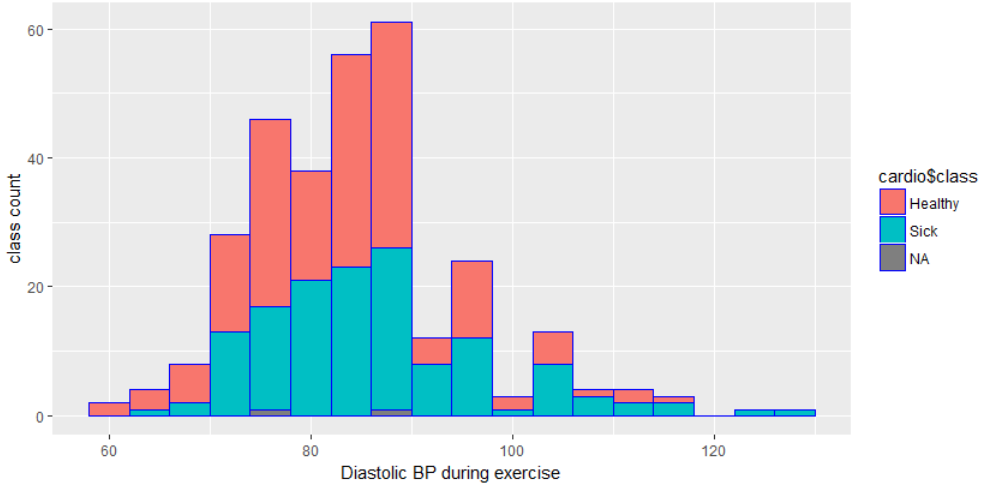 60
40
20
0
class count
60 80 100 120
Diastolic BP during exercise
cardio$class
Healthy
Sick
NA